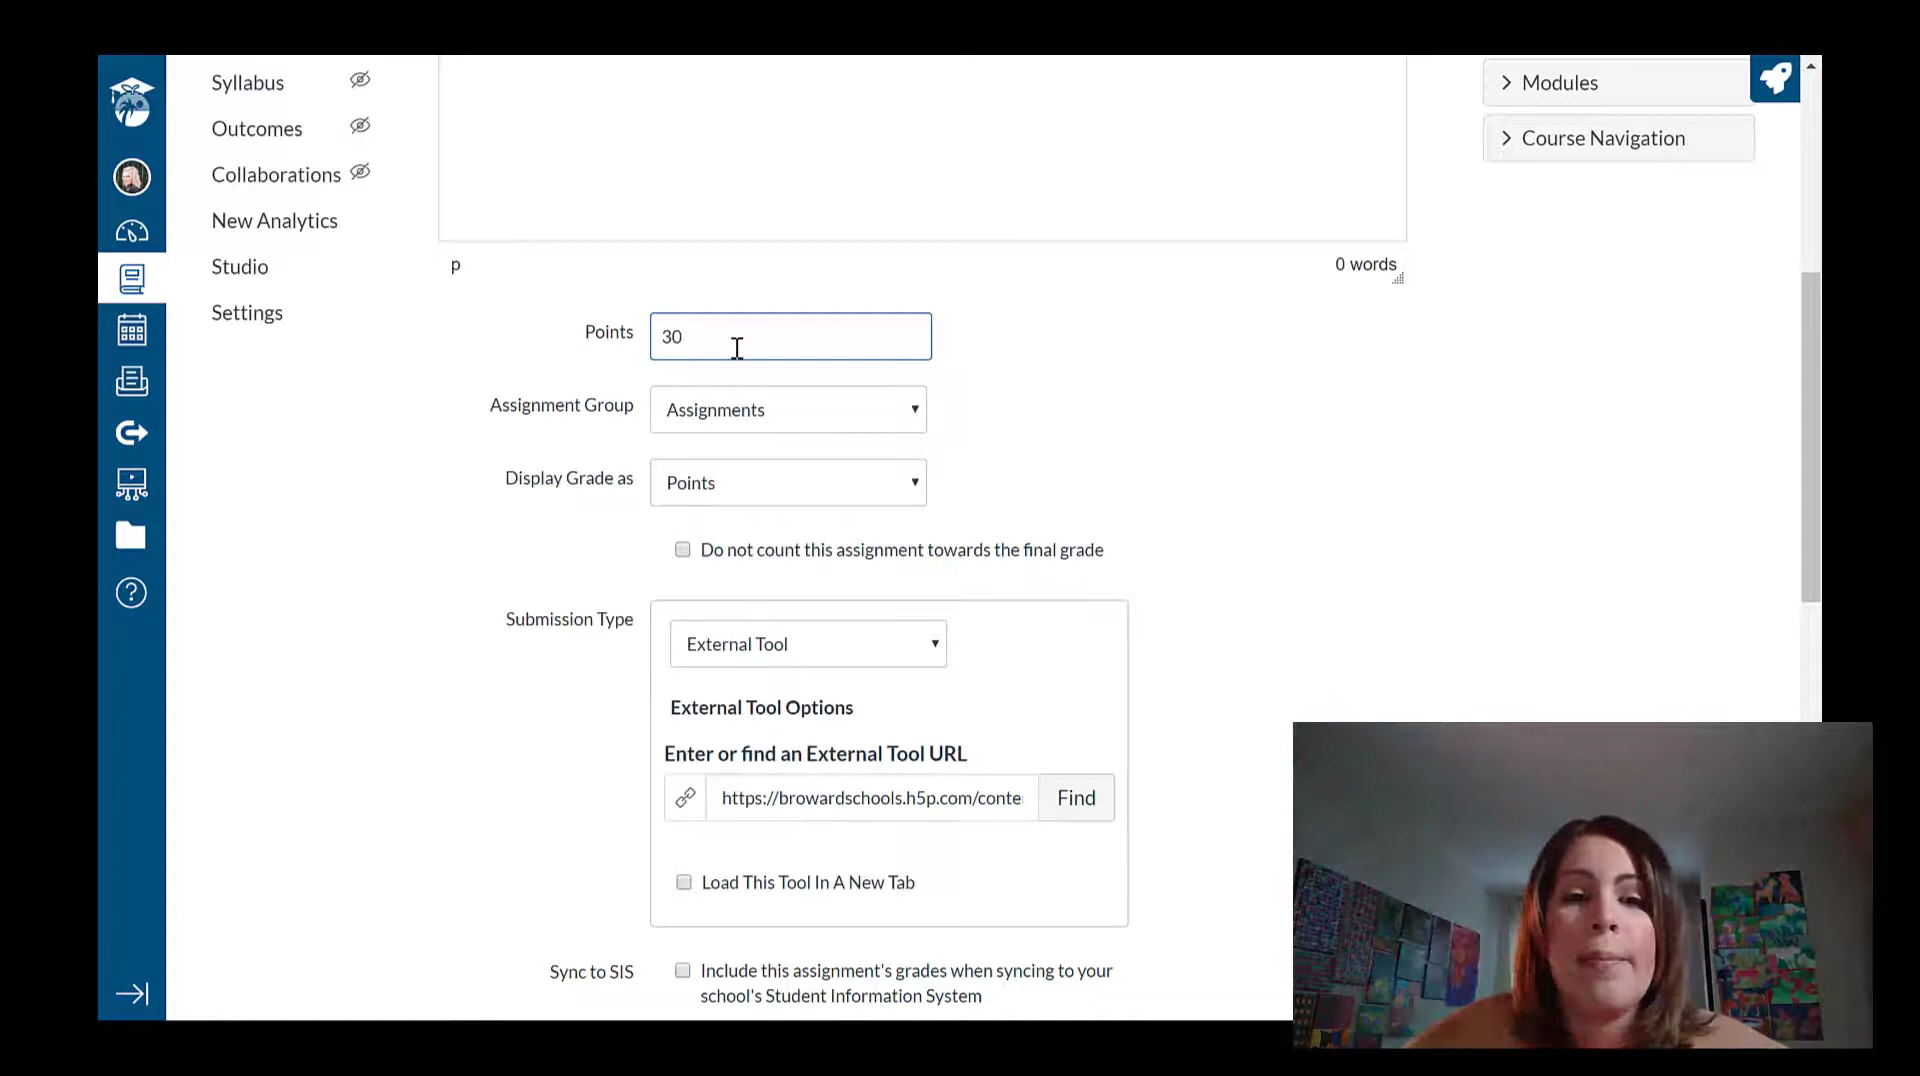 Syllabus
Outcomes
Collaborations
New Analytics
Studio
Settings
Modules
Course Navigation
p
0 words
Points
30
Assignment Group
Assignments
Display Grade as
Points
Do not count this assignment towards the final grade
Submission Type
External Tool
External Tool Options
Enter or find an External Tool URL
https://browardschools.h5p.com/conte
Find
Load This Tool In A New Tab
Sync to SIS
Include this assignment's grades when syncing to your
school's Student Information System